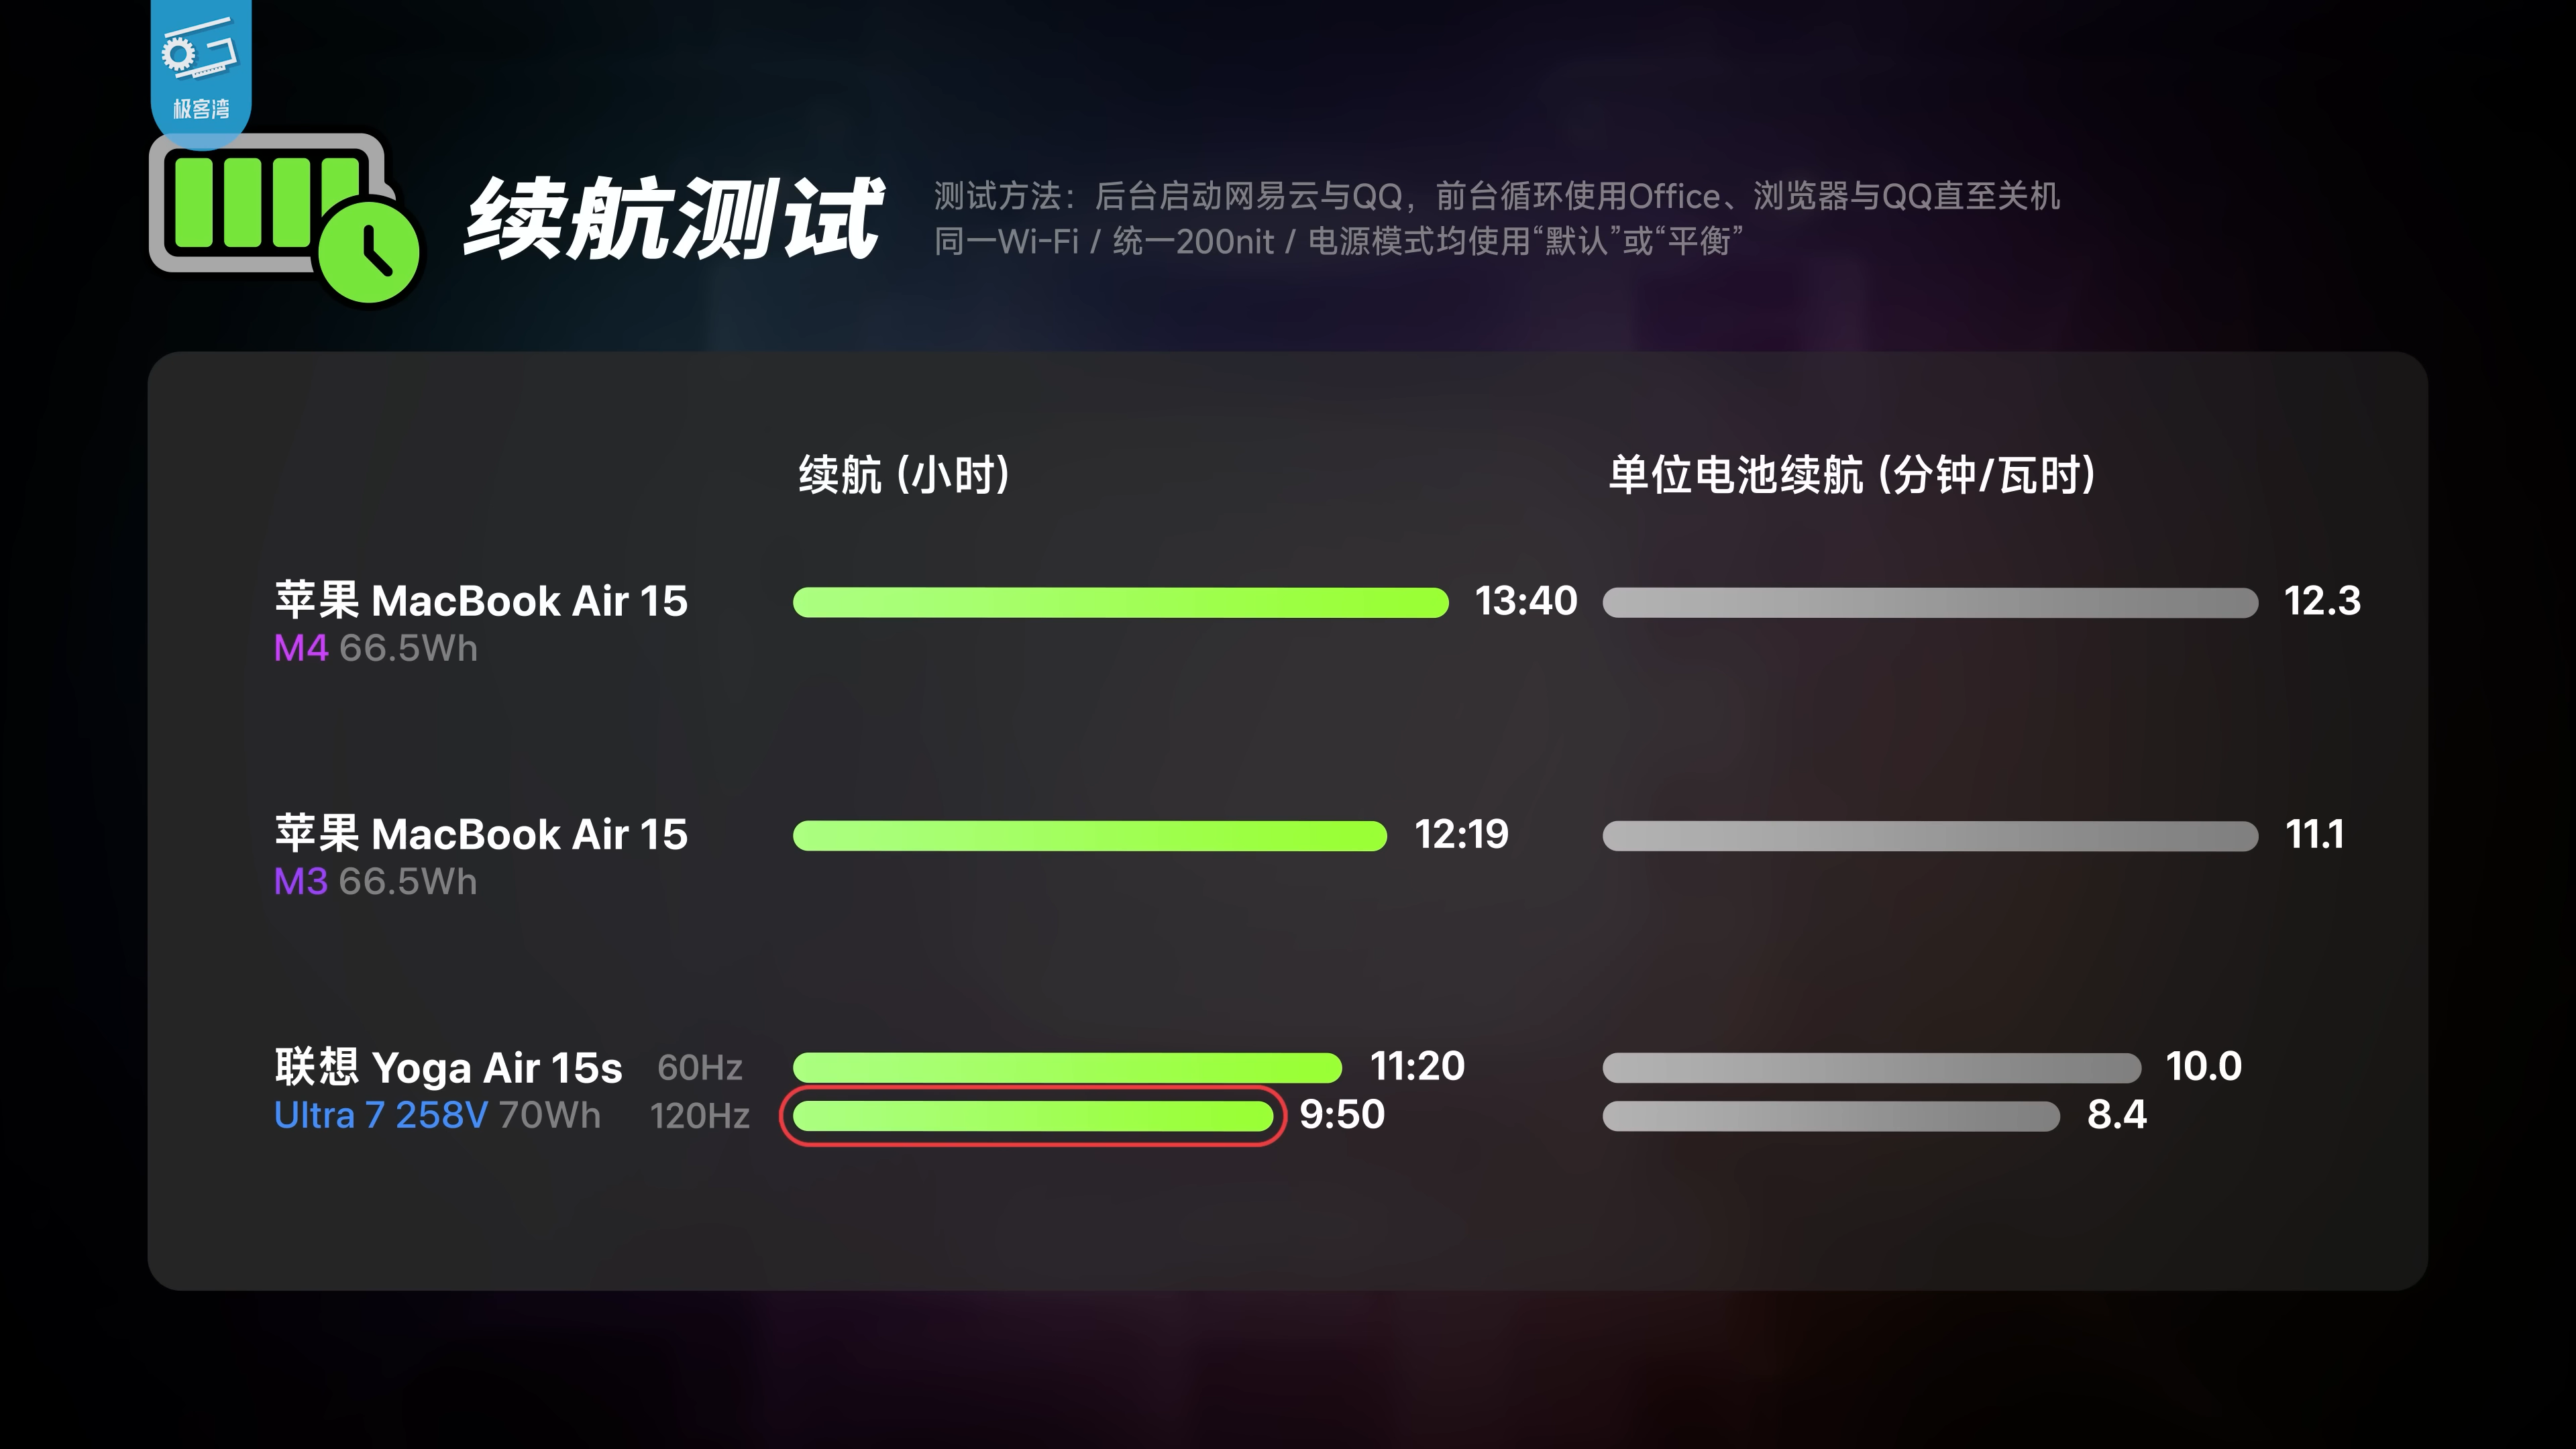 极客湾
续航测试
测试方法：后台启动网易云与QQ，前台循环使用Office、浏览器与QQ直至关机
同一Wi-Fi / 统一200nit / 电源模式均使用“默认”或“平衡”
续航 (小时)
单位电池续航 (分钟/瓦时)
苹果 MacBook Air 15
13:40
12.3
M4 66.5Wh
苹果 MacBook Air 15
12:19
11.1
M3 66.5Wh
联想 Yoga Air 15s
60Hz
11:20
10.0
Ultra 7 258V 70Wh
120Hz
9:50
8.4